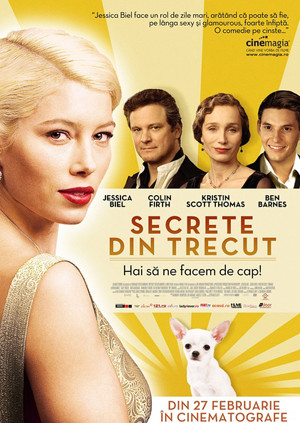 "Jessica Biel face un rol de zile mari, arătând că poate să fie,
pe lângă sexy și glamourous, foarte înfiptă.
O comedie pe cinste..."
cinemagia
JESSICA BIEL
COLIN FIRTH
KRISTIN SCOTT THOMAS
BEN BARNES
SECRETE
DIN TRECUT
Hai să ne facem de cap!
DIN 27 FEBRUARIE
ÎN CINEMATOGRAFE